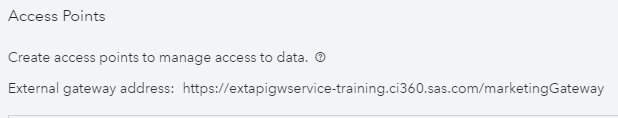 Access Points
Create access points to manage access to data. ?
External gateway address: https://extapigwservice-training.ci360.sas.com/marketingGateway